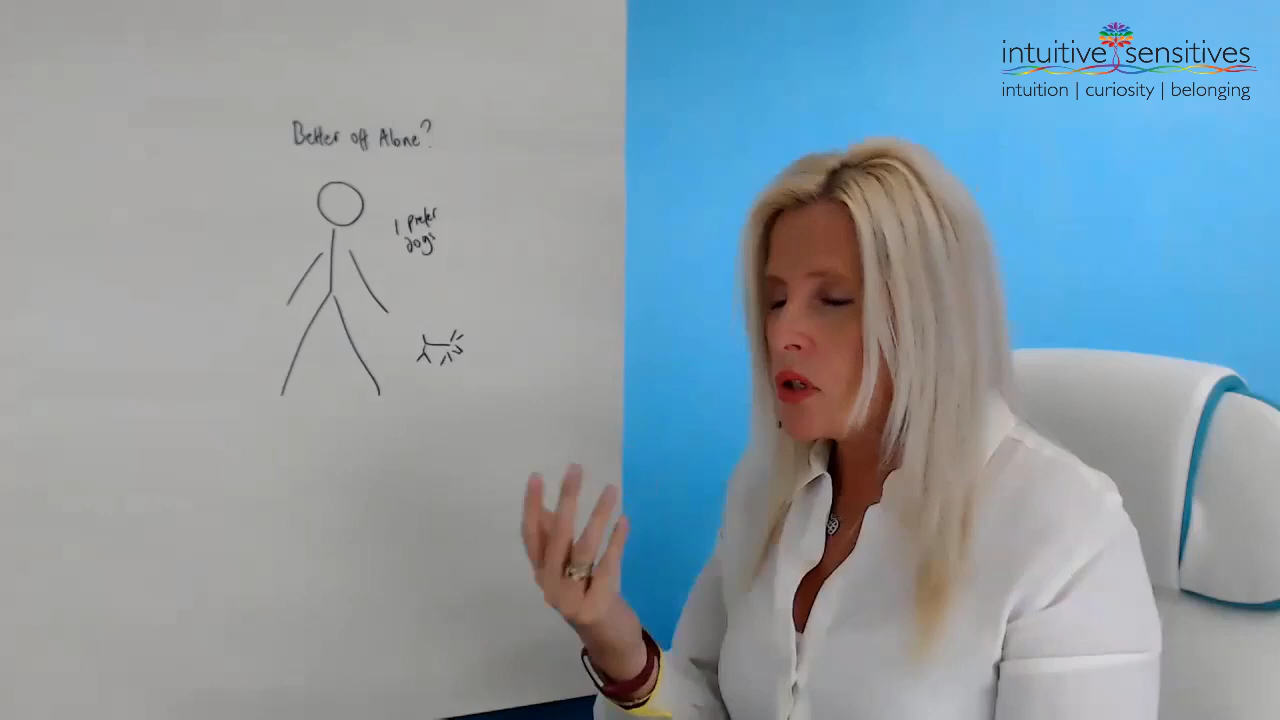 intuitive sensitives
intuition | curiosity | belonging
Better off Alone?
I prefer
dogs